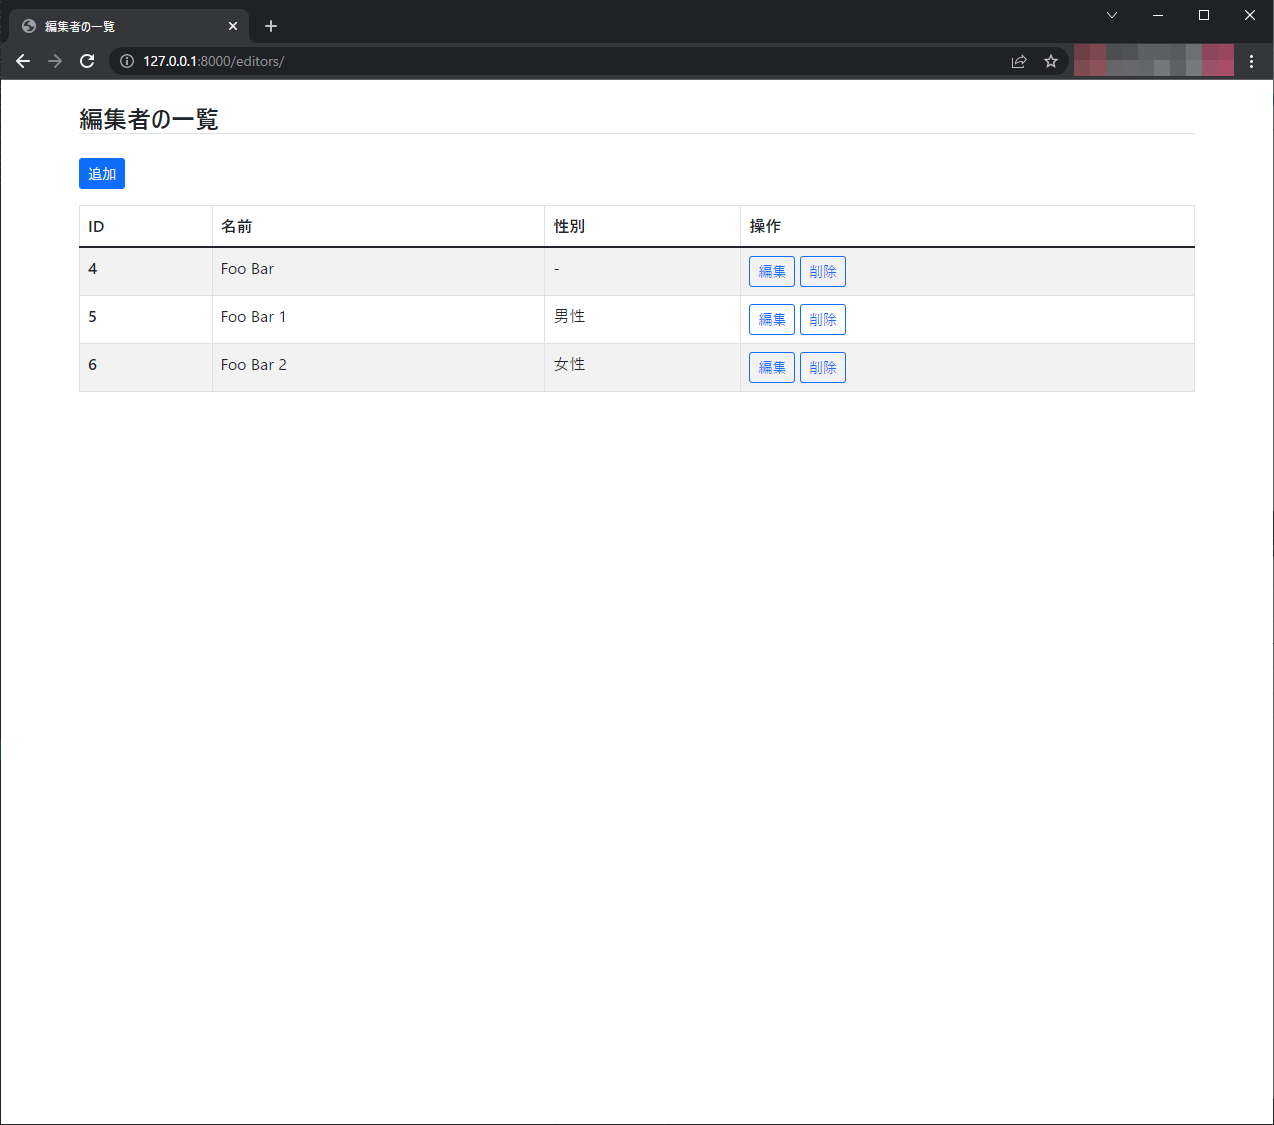 編集者の一覧
127.0.0.1:8000/editors/
編集者の一覧
追加
ID 名前 性別 操作
4 Foo Bar - 編集 削除
5 Foo Bar 1 男性 編集 削除
6 Foo Bar 2 女性 編集 削除